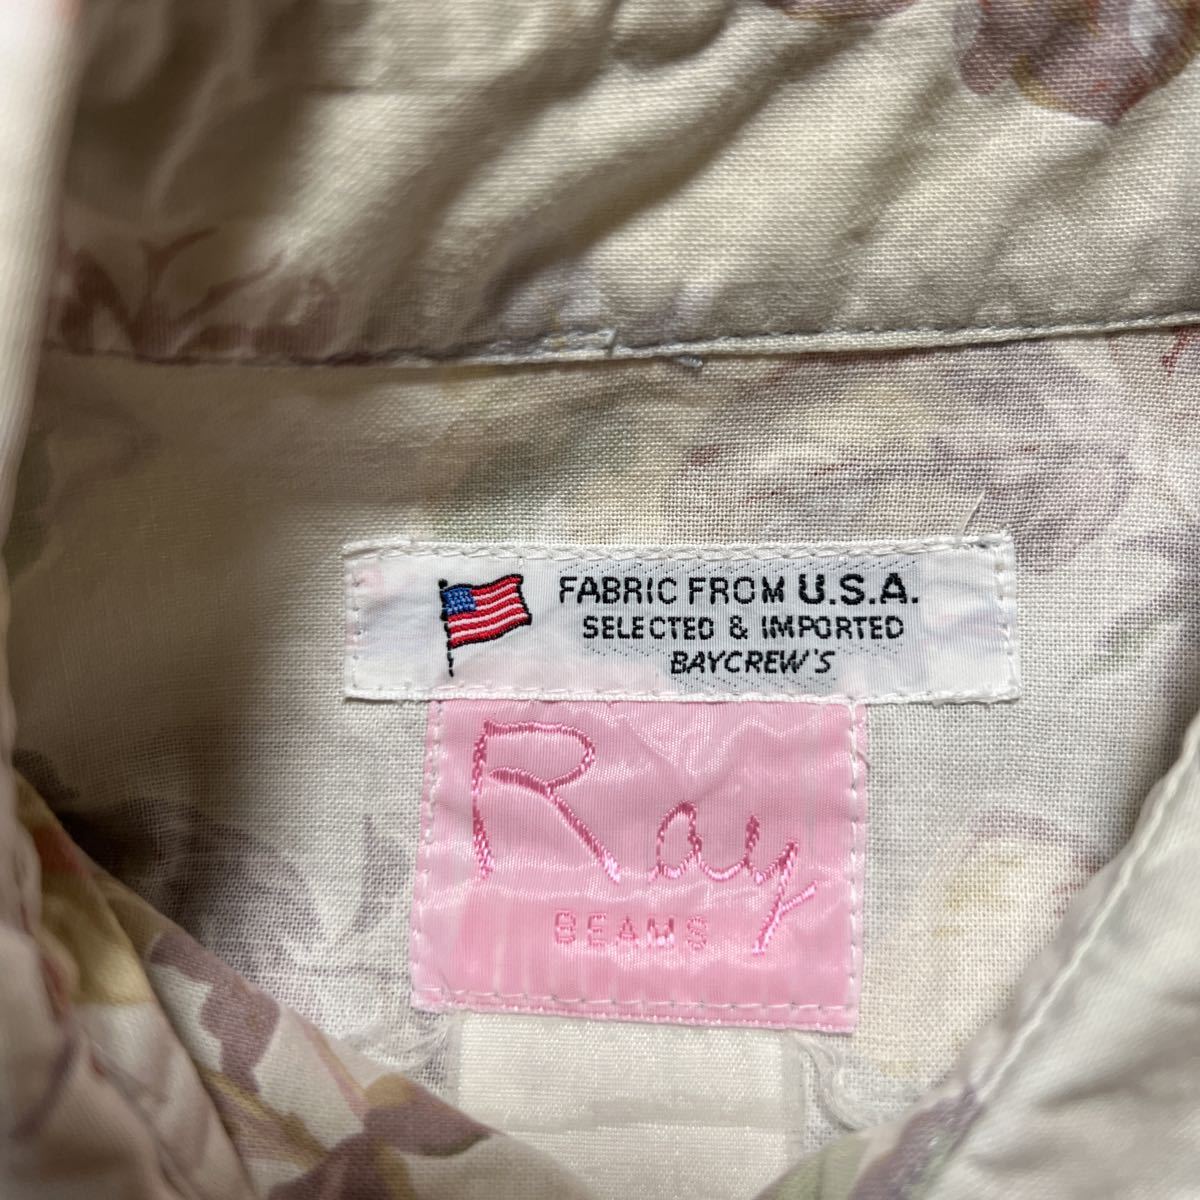 FABRIC FROM U.S.A.
SELECTED & IMPORTED
BAYCREW'S
Ray
BEAMS